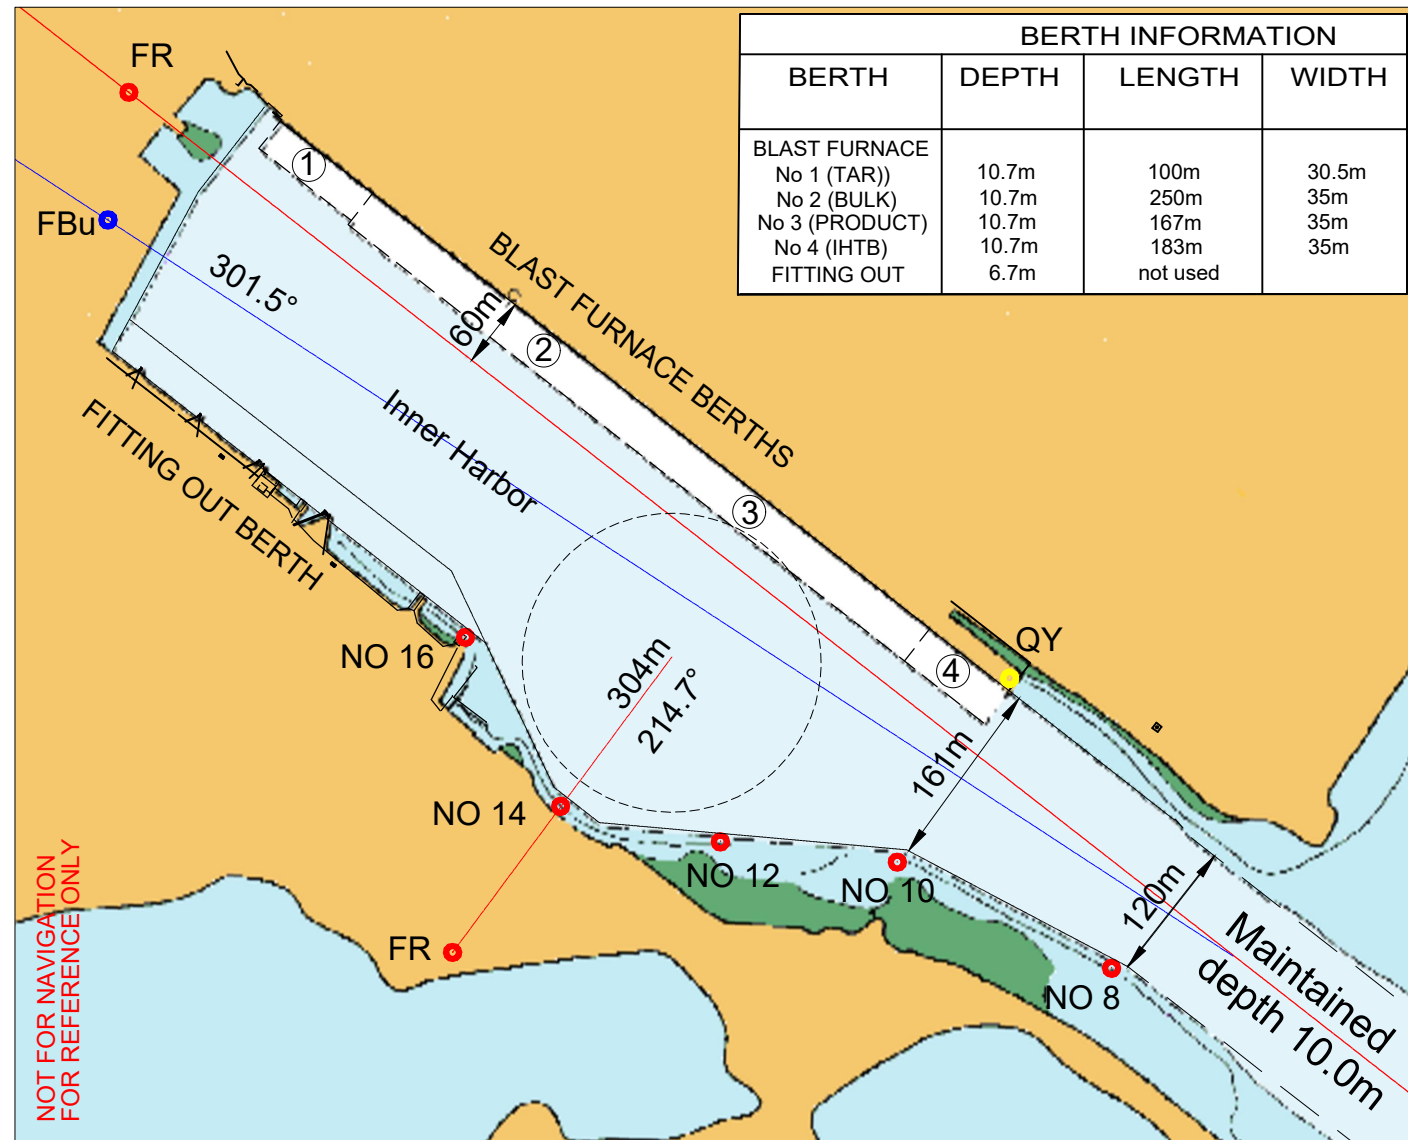 BERTH INFORMATION
BERTH DEPTH LENGTH WIDTH
BLAST FURNACE
No 1 (TAR)) 10.7m 100m 30.5m
No 2 (BULK) 10.7m 250m 35m
No 3 (PRODUCT) 10.7m 167m 35m
No 4 (IHTB) 10.7m 183m 35m
FITTING OUT 6.7m not used
FR
FBu
301.5°
1
60m
2
BLAST FURNACE BERTHS
Inner Harbor
FITTING OUT BERTH
3
NO 16
304m
214.7°
4
QY
161m
NO 14
NO 12
NO 10
120m
FR
NO 8
Maintained
depth 10.0m
NOT FOR NAVIGATION
FOR REFERENCE ONLY